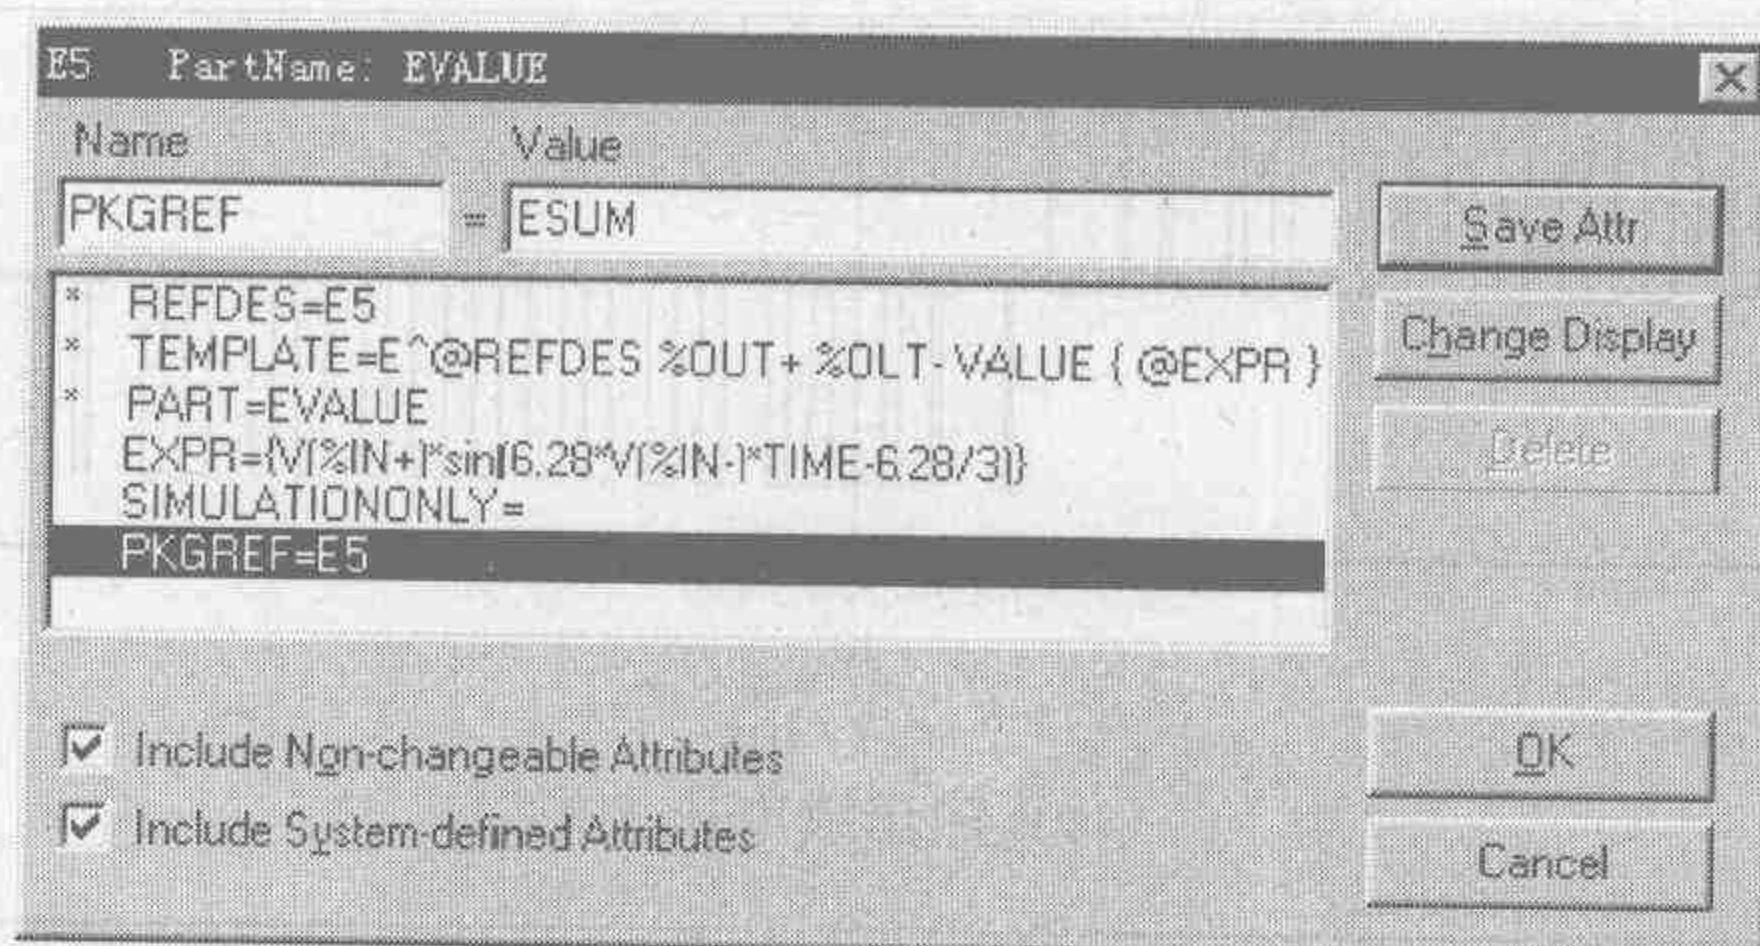 E5 PartName: EVALUE
Name Value
PKGREF = ESUM
Save Attr
* REFDES=E5
* TEMPLATE=E^@REFDES %OUT+ %OLT- VALUE { @EXPR }
* PART=EVALUE
EXPR={V(%IN+)*sin(6.28*V(%IN-)*TIME-6.28/3)}
SIMULATIONONLY=
PKGREF=E5
Change Display
Delete
Include Non-changeable Attributes
Include System-defined Attributes
OK
Cancel